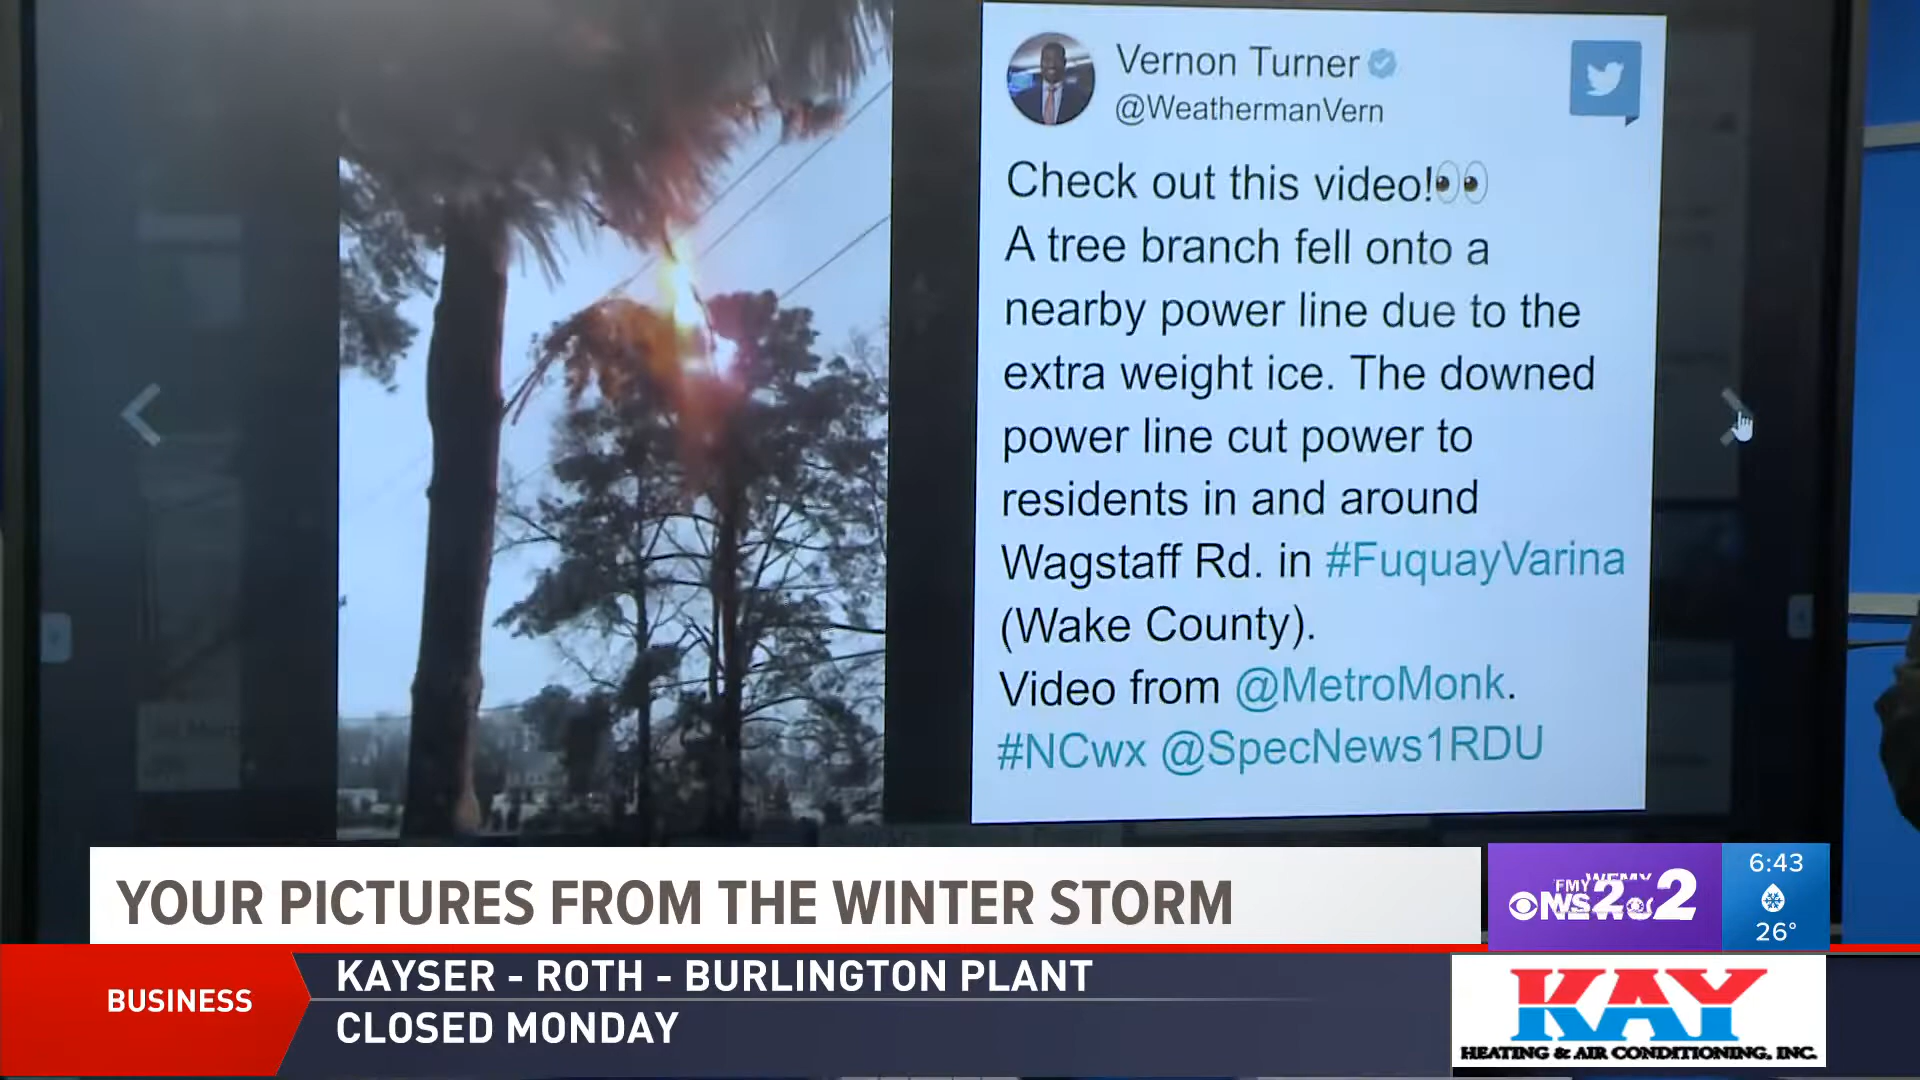 Vernon Turner
@WeathermanVern
Check out this video!👀
A tree branch fell onto a
nearby power line due to the
extra weight ice. The downed
power line cut power to
residents in and around
Wagstaff Rd. in #FuquayVarina
(Wake County).
Video from @MetroMonk.
#NCwx @SpecNews1RDU
YOUR PICTURES FROM THE WINTER STORM
6:43
26°
BUSINESS
KAYSER - ROTH - BURLINGTON PLANT
CLOSED MONDAY
KAY
HEATING & AIR CONDITIONING, INC.